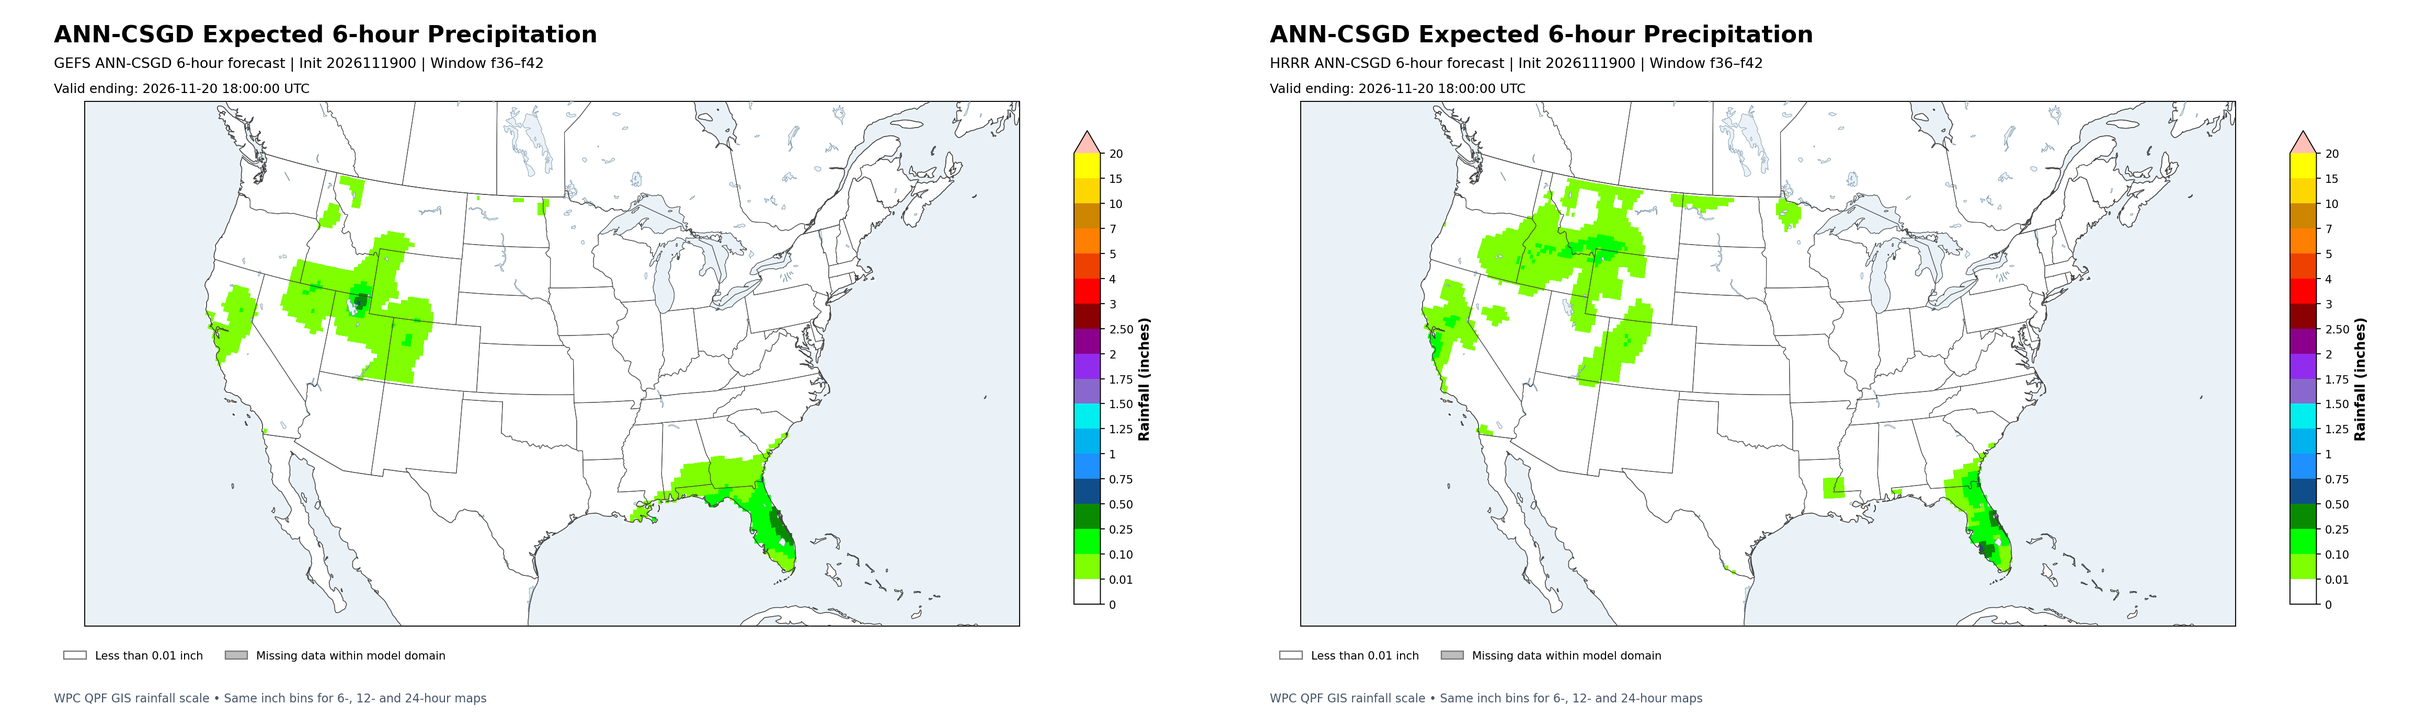 ANN-CSGD Expected 6-hour Precipitation
GEFS ANN-CSGD 6-hour forecast | Init 2026111900 | Window f36–f42
Valid ending: 2026-11-20 18:00:00 UTC
20
15
10
7
5
4
3
2.50
2
1.75
1.50
1.25
1
0.75
0.50
0.25
0.10
0.01
0
Rainfall (inches)
Less than 0.01 inch
Missing data within model domain
WPC QPF GIS rainfall scale • Same inch bins for 6-, 12- and 24-hour maps
ANN-CSGD Expected 6-hour Precipitation
HRRR ANN-CSGD 6-hour forecast | Init 2026111900 | Window f36–f42
Valid ending: 2026-11-20 18:00:00 UTC
20
15
10
7
5
4
3
2.50
2
1.75
1.50
1.25
1
0.75
0.50
0.25
0.10
0.01
0
Rainfall (inches)
Less than 0.01 inch
Missing data within model domain
WPC QPF GIS rainfall scale • Same inch bins for 6-, 12- and 24-hour maps